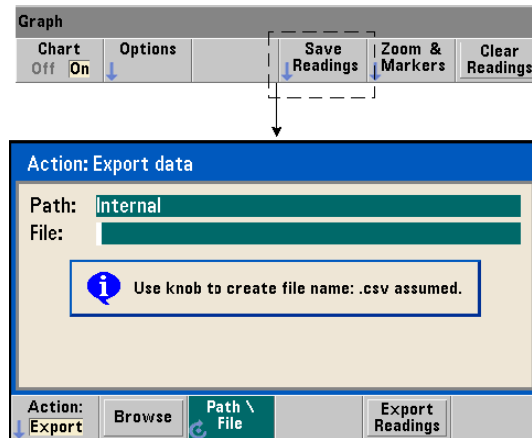 Graph
Chart
Off On
Options
Save
Readings
Zoom &
Markers
Clear
Readings
Action: Export data
Path: Internal
File:
i
Use knob to create file name: .csv assumed.
Action:
Export
Browse
Path \
File
Export
Readings